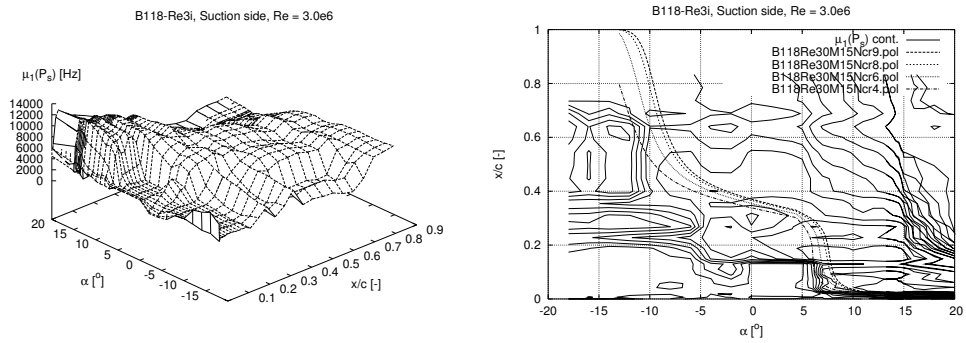 B118-Re3i, Suction side, Re = 3.0e6
μ1(Ps) [Hz]
14000
12000
10000
8000
6000
4000
2000
0
20
15
10
5
0
-5
-10
-15
α [°]
0.1
0.2
0.3
0.4
0.5
0.6
0.7
0.8
0.9
x/c [-]
B118-Re3i, Suction side, Re = 3.0e6
μ1(Ps) cont.
B118Re30M15Ncr9.pol
B118Re30M15Ncr8.pol
B118Re30M15Ncr6.pol
B118Re30M15Ncr4.pol
1
0.8
0.6
0.4
0.2
0
x/c [-]
-20 -15 -10 -5 0 5 10 15 20
α [°]